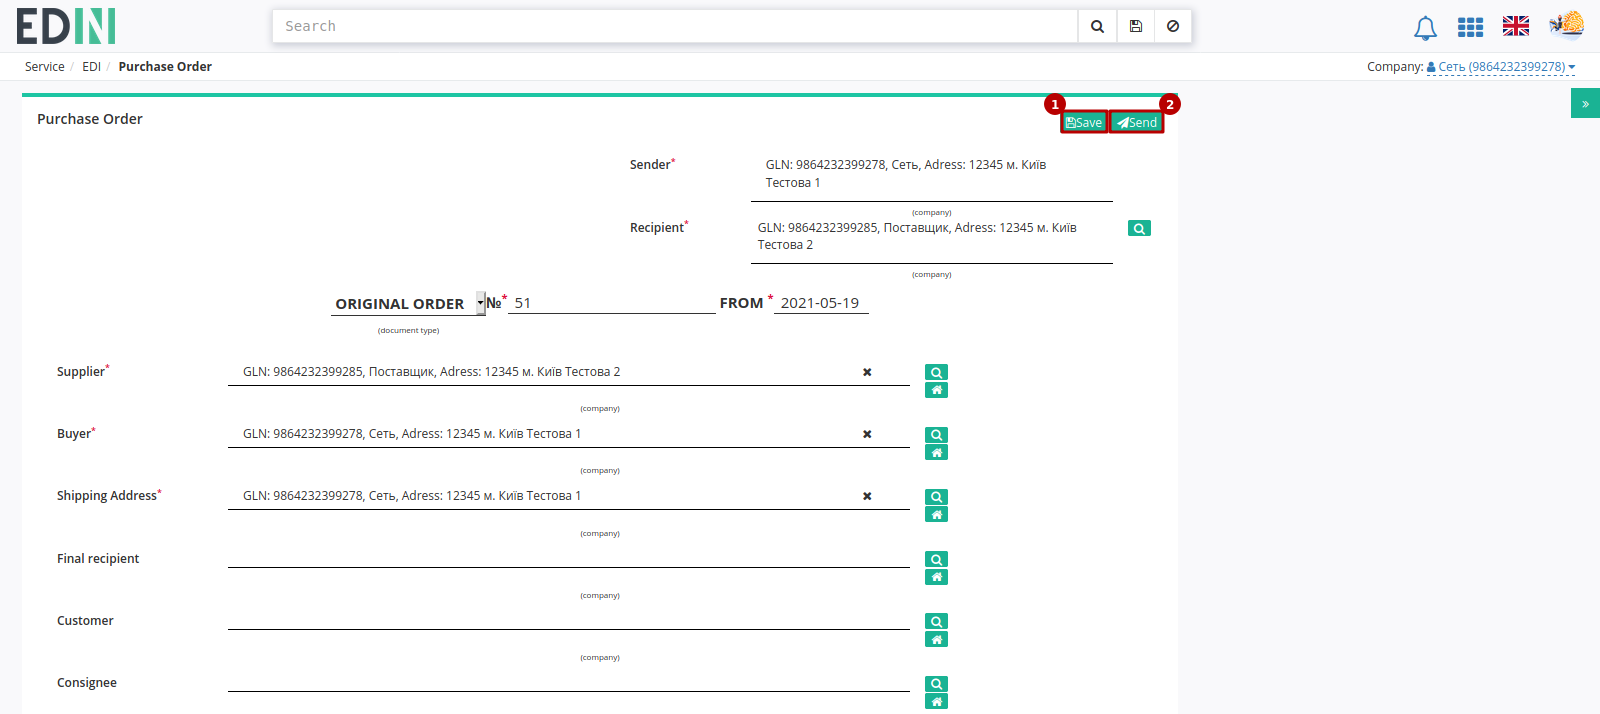 EDIN
Search
Service / EDI / Purchase Order
Company: Сеть (9864232399278)
»
1
2
Purchase Order
Save
Send
Sender*
GLN: 9864232399278, Сеть, Adress: 12345 м. Київ
Тестова 1
(company)
Recipient*
GLN: 9864232399285, Поставщик, Adress: 12345 м. Київ
Тестова 2
(company)
ORIGINAL ORDER №* 51 FROM * 2021-05-19
(document type)
Supplier*
GLN: 9864232399285, Поставщик, Adress: 12345 м. Київ Тестова 2
(company)
Buyer*
GLN: 9864232399278, Сеть, Adress: 12345 м. Київ Тестова 1
(company)
Shipping Address*
GLN: 9864232399278, Сеть, Adress: 12345 м. Київ Тестова 1
(company)
Final recipient
(company)
Customer
(company)
Consignee